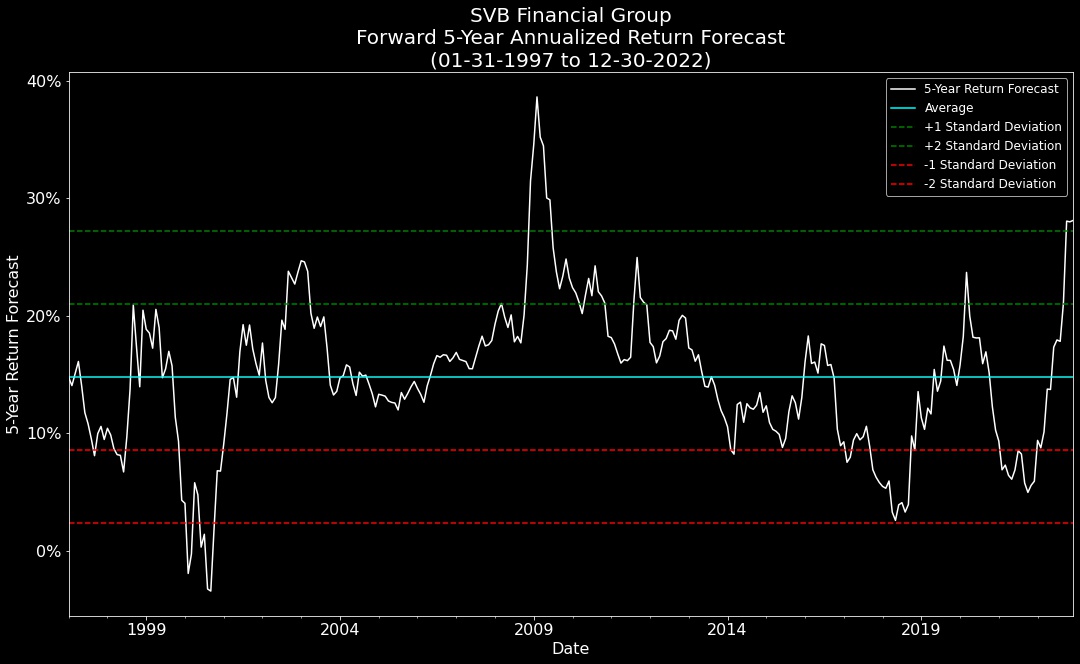 SVB Financial Group
Forward 5-Year Annualized Return Forecast
(01-31-1997 to 12-30-2022)
5-Year Return Forecast
Average
+1 Standard Deviation
+2 Standard Deviation
-1 Standard Deviation
-2 Standard Deviation
5-Year Return Forecast
40%
30%
20%
10%
0%
1999
2004
2009
2014
2019
Date